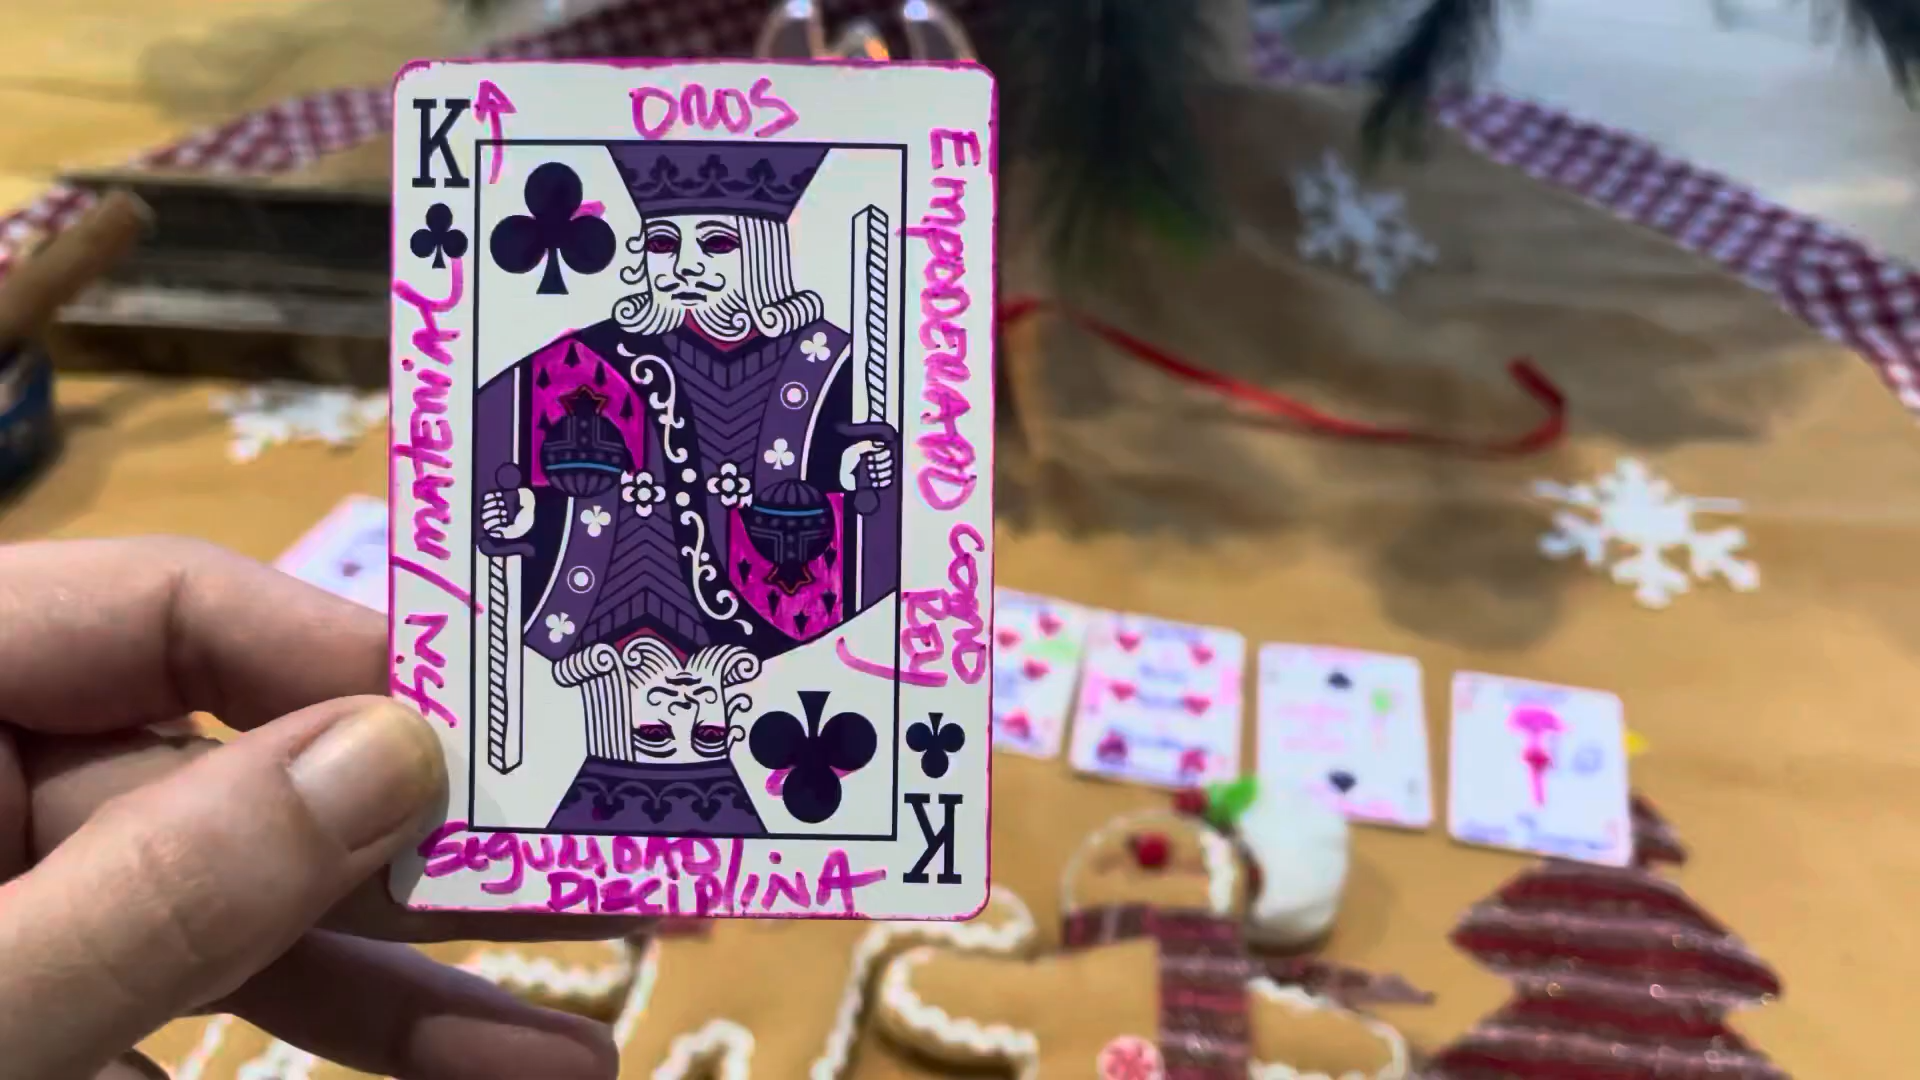 K
OROS
EMPODERADO COMO
REY
fin/mATERiAL
SEGURIDAD/
DISCIPLINA
K